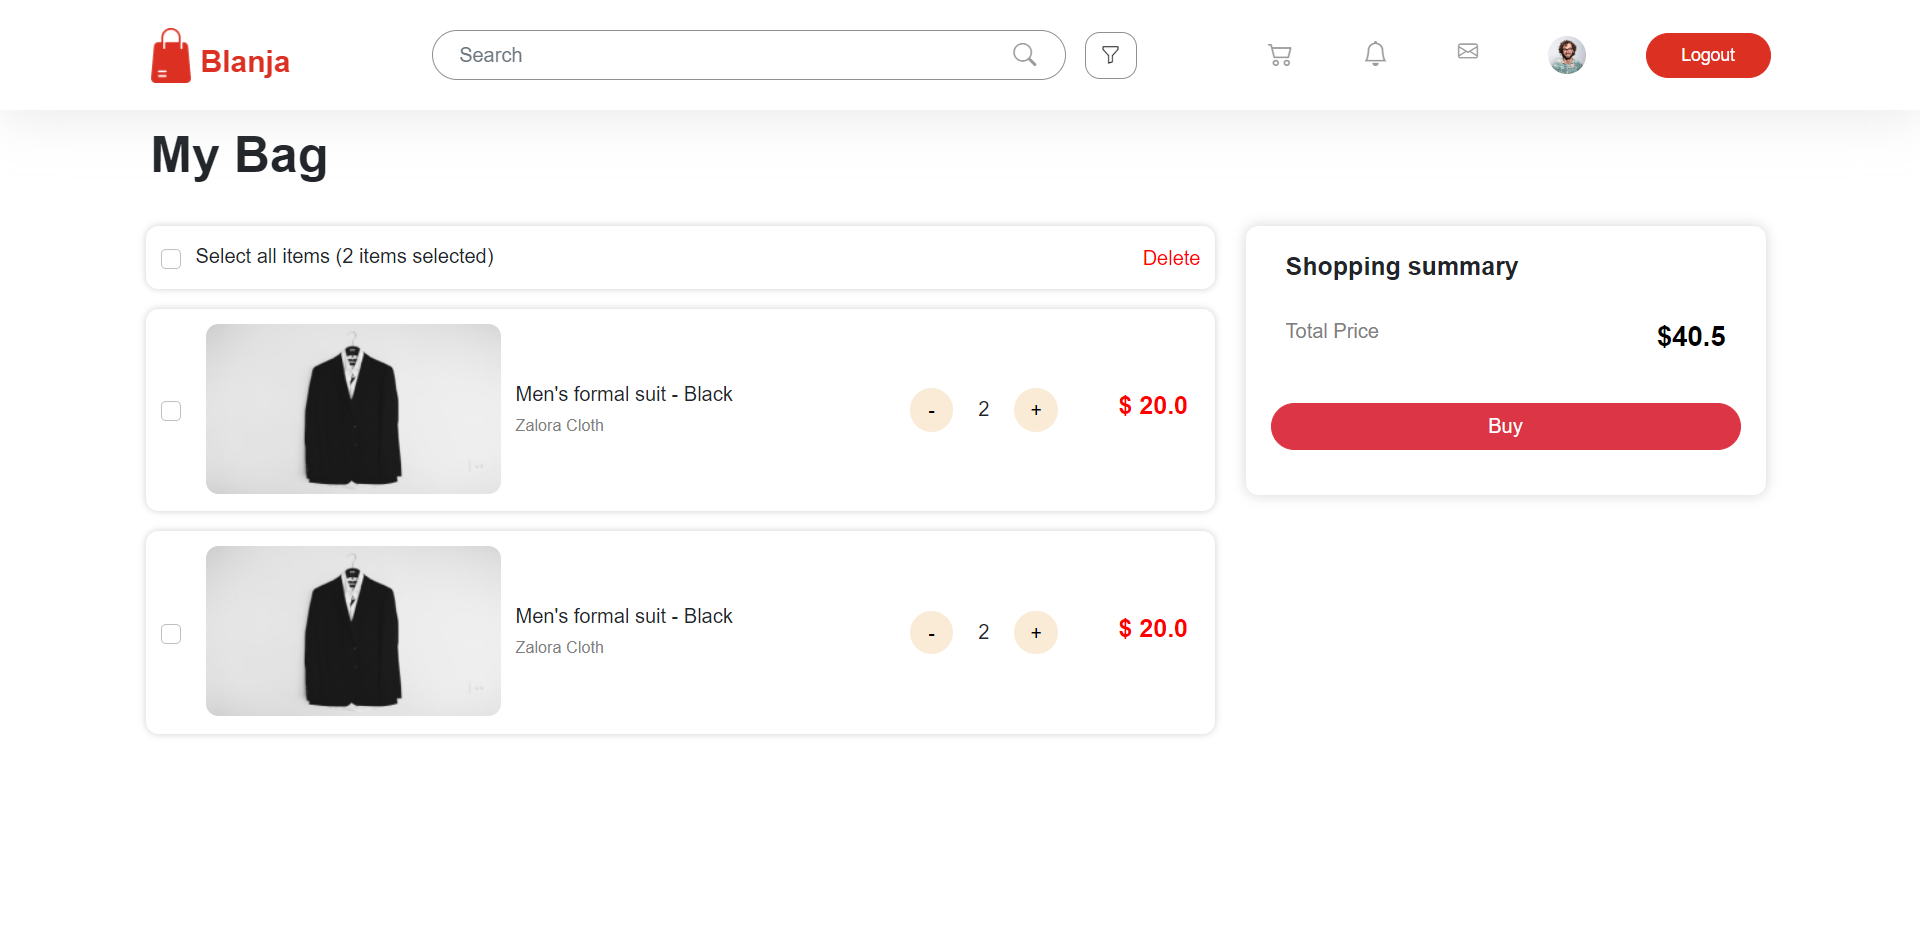 Blanja
Search
Logout
My Bag
Select all items (2 items selected)
Delete
Men's formal suit - Black
Zalora Cloth
- 2 +
$ 20.0
Men's formal suit - Black
Zalora Cloth
- 2 +
$ 20.0
Shopping summary
Total Price
$40.5
Buy